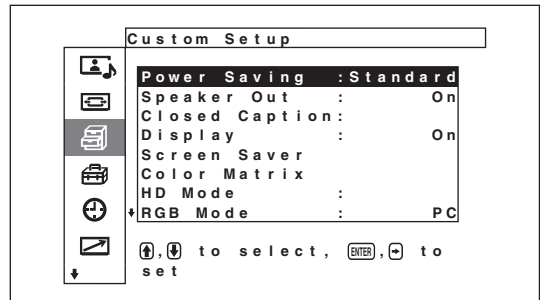 Custom Setup
Power Saving :Standard
Speaker Out : On
Closed Caption:
Display : On
Screen Saver
Color Matrix
HD Mode :
RGB Mode : PC
↑,↓ to select, ENTER,→ to
set